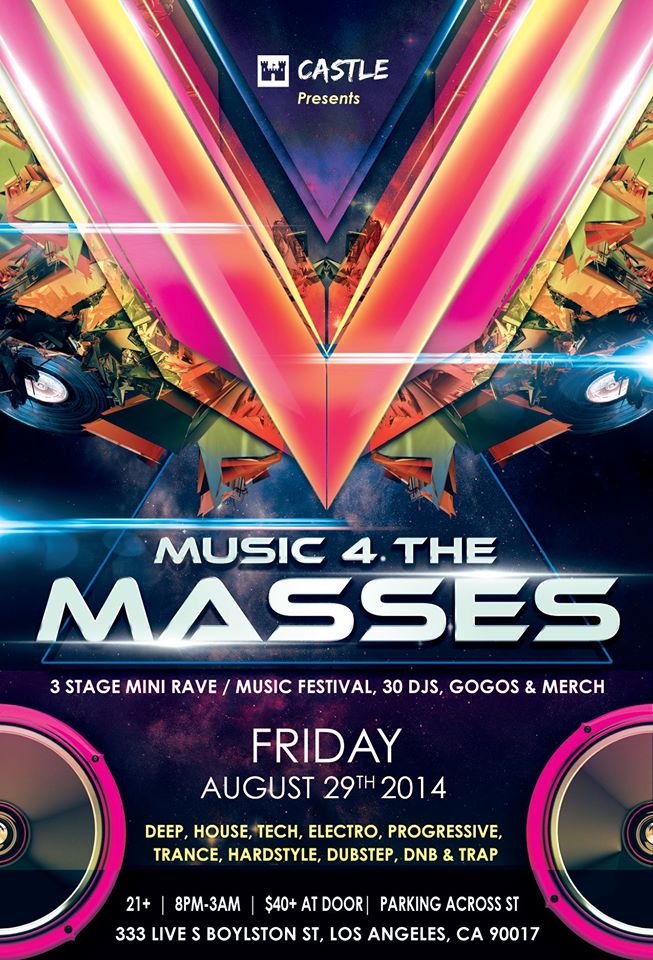 CASTLE
Presents
MUSIC 4 THE
MASSES
3 STAGE MINI RAVE / MUSIC FESTIVAL, 30 DJS, GOGOS & MERCH
FRIDAY
AUGUST 29TH 2014
DEEP, HOUSE, TECH, ELECTRO, PROGRESSIVE,
TRANCE, HARDSTYLE, DUBSTEP, DNB & TRAP
21+ | 8PM-3AM | $40+ AT DOOR| PARKING ACROSS ST
333 LIVE S BOYLSTON ST, LOS ANGELES, CA 90017